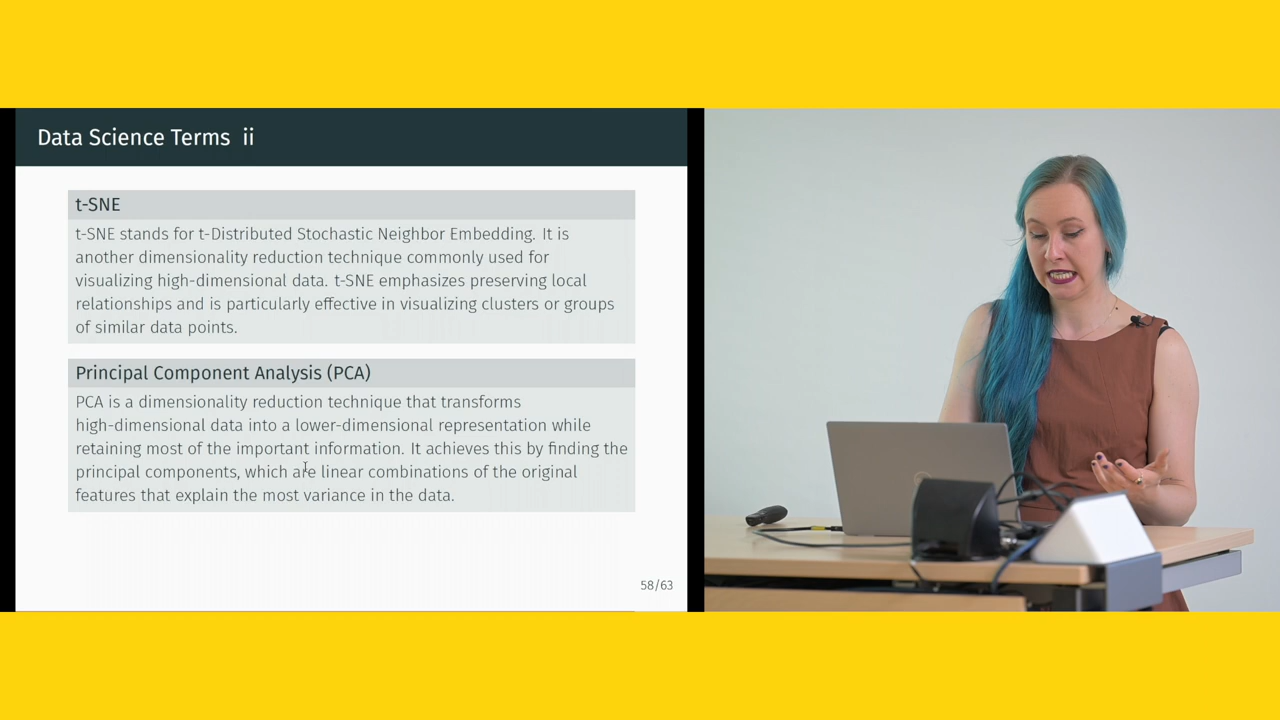 Data Science Terms ii
t-SNE
t-SNE stands for t-Distributed Stochastic Neighbor Embedding. It is
another dimensionality reduction technique commonly used for
visualizing high-dimensional data. t-SNE emphasizes preserving local
relationships and is particularly effective in visualizing clusters or groups
of similar data points.
Principal Component Analysis (PCA)
PCA is a dimensionality reduction technique that transforms
high-dimensional data into a lower-dimensional representation while
retaining most of the important information. It achieves this by finding the
principal components, which are linear combinations of the original
features that explain the most variance in the data.
58/63